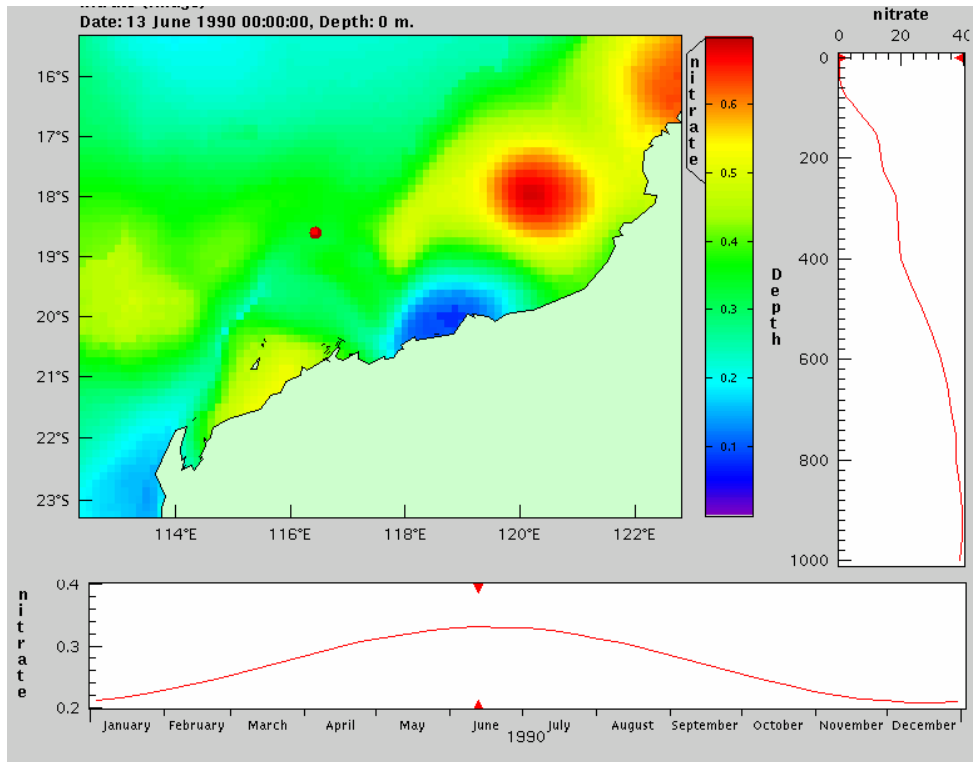 Date: 13 June 1990 00:00:00, Depth: 0 m.
16°S
17°S
18°S
19°S
20°S
21°S
22°S
23°S
114°E 116°E 118°E 120°E 122°E
nitrate
0.6
0.5
0.4
0.3
0.2
0.1
nitrate
0 20
0
200
400
600
800
1000
Depth
nitrate
0.4
0.3
0.2
January February March April May June July August September October November December
1990